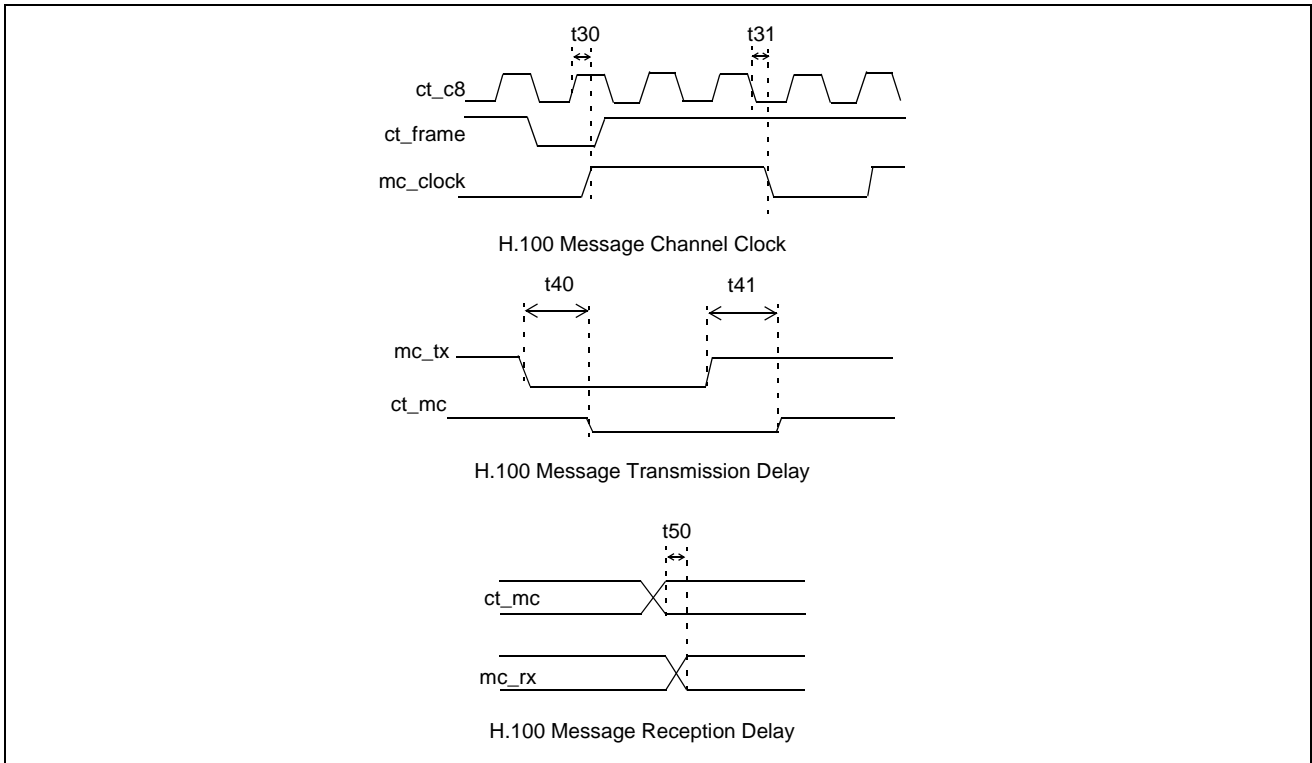 t30 t31
ct_c8
ct_frame
mc_clock
H.100 Message Channel Clock
t40 t41
mc_tx
ct_mc
H.100 Message Transmission Delay
t50
ct_mc
mc_rx
H.100 Message Reception Delay